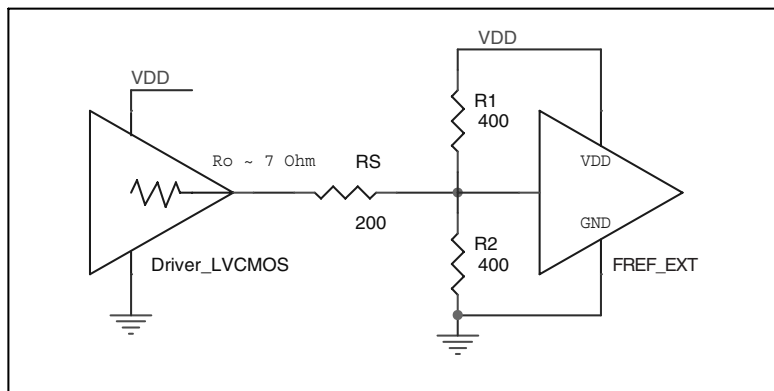 VDD
VDD
R1
400
Ro ~ 7 Ohm
RS
VDD
200
GND
R2
400
Driver_LVCMOS
FREF_EXT